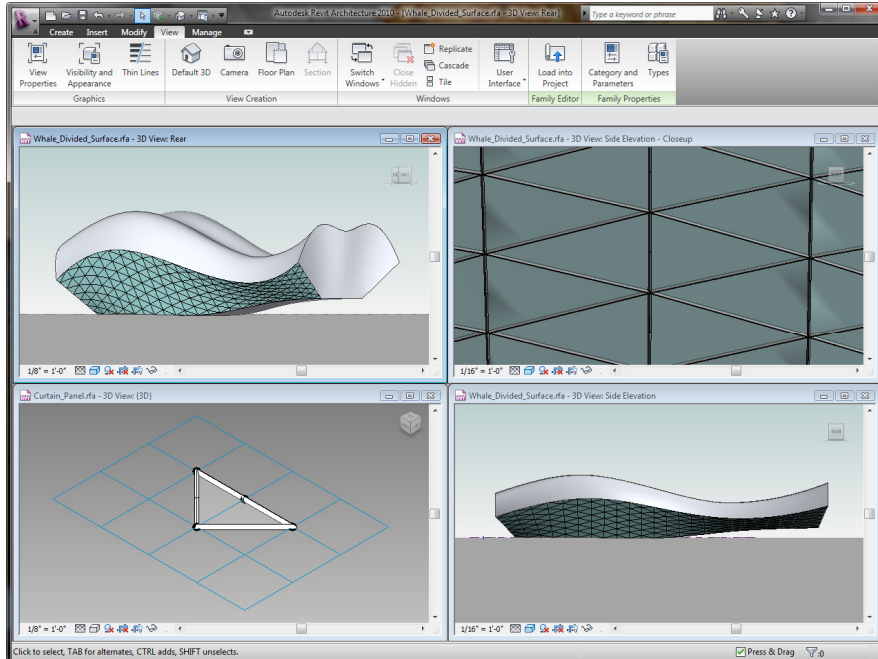 Autodesk Revit Architecture 2010 - [Whale_Divided_Surface.rfa - 3D View: Rear]
Type a keyword or phrase
Create Insert Modify View Manage
View Properties
Visibility and Appearance
Thin Lines
Default 3D
Camera
Floor Plan
Section
Switch Windows
Close Hidden
Replicate
Cascade
Tile
User Interface
Load into Project
Category and Parameters
Types
Graphics
View Creation
Windows
Family Editor
Family Properties
Whale_Divided_Surface.rfa - 3D View: Rear
1/8" = 1'-0"
Whale_Divided_Surface.rfa - 3D View: Side Elevation - Closeup
1/16" = 1'-0"
Curtain_Panel.rfa - 3D View: {3D}
1/8" = 1'-0"
Whale_Divided_Surface.rfa - 3D View: Side Elevation
1/16" = 1'-0"
Click to select, TAB for alternates, CTRL adds, SHIFT unselects.
Press & Drag
:0